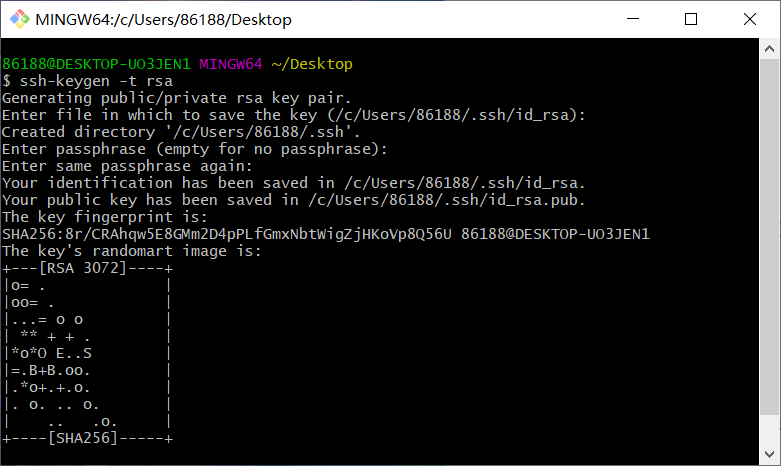 MINGW64:/c/Users/86188/Desktop
86188@DESKTOP-UO3JEN1 MINGW64 ~/Desktop
$ ssh-keygen -t rsa
Generating public/private rsa key pair.
Enter file in which to save the key (/c/Users/86188/.ssh/id_rsa):
Created directory '/c/Users/86188/.ssh'.
Enter passphrase (empty for no passphrase):
Enter same passphrase again:
Your identification has been saved in /c/Users/86188/.ssh/id_rsa.
Your public key has been saved in /c/Users/86188/.ssh/id_rsa.pub.
The key fingerprint is:
SHA256:8r/CRAhqw5E8GMm2D4pPLfGmxNbtWigZjHKoVp8Q56U 86188@DESKTOP-UO3JEN1
The key's randomart image is:
+---[RSA 3072]----+
|o= .             |
|oo= .            |
|...= o o         |
| ** + + .        |
|*o*O E..S        |
|=.B+B.oo.        |
|.*o+.+.o.        |
|. o. .. o.       |
|    ..   .o.     |
+----[SHA256]-----+